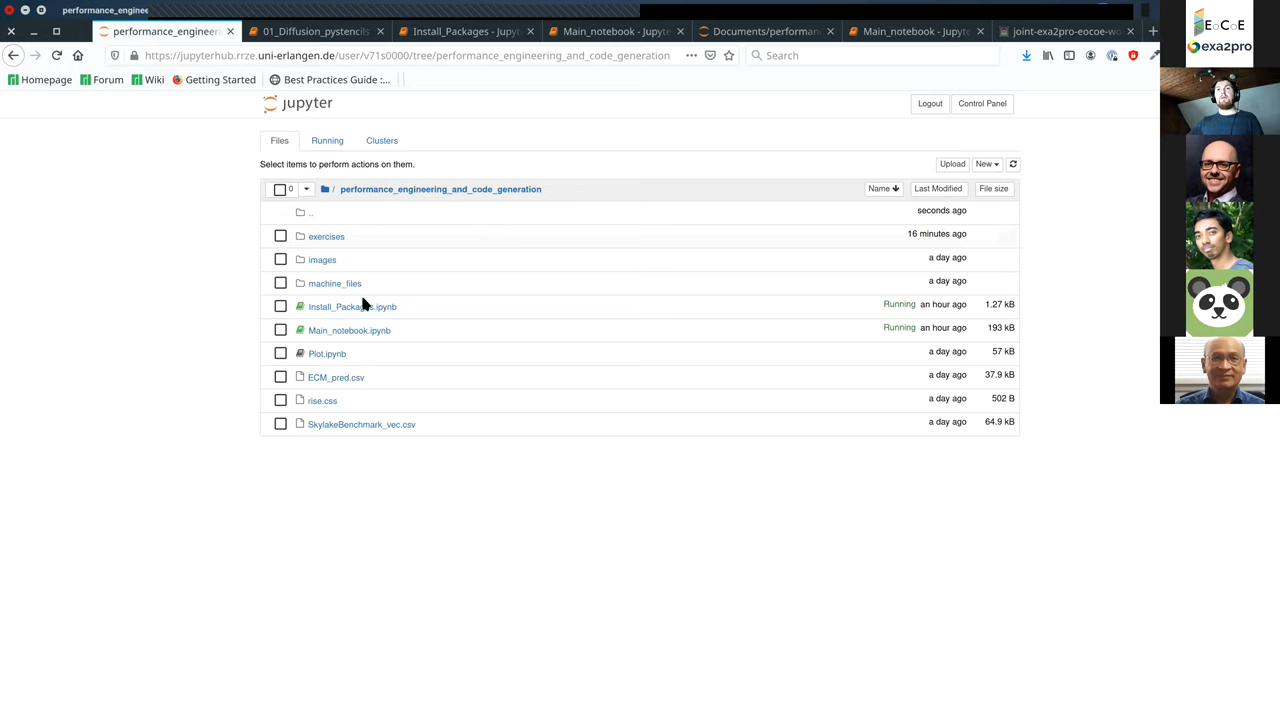 performance_enginee
performance_engineeri
01_Diffusion_pystencils
Install_Packages - Jupyt
Main_notebook - Jupyte
Documents/performan
Main_notebook - Jupyte
joint-exa2pro-eocoe-wo
https://jupyterhub.rrze.uni-erlangen.de/user/v71s0000/tree/performance_engineering_and_code_generation
Search
Homepage
Forum
Wiki
Getting Started
Best Practices Guide :...
EoCoE
exa2pro
jupyter
Logout
Control Panel
Files
Running
Clusters
Select items to perform actions on them.
Upload
New
0
/ performance_engineering_and_code_generation
Name
Last Modified
File size
..
seconds ago
exercises
16 minutes ago
images
a day ago
machine_files
a day ago
Running an hour ago 1.27 kB
Main_notebook.ipynb
Running an hour ago 193 kB
Plot.ipynb
a day ago 57 kB
ECM_pred.csv
a day ago 37.9 kB
rise.css
a day ago 502 B
SkylakeBenchmark_vec.csv
a day ago 64.9 kB